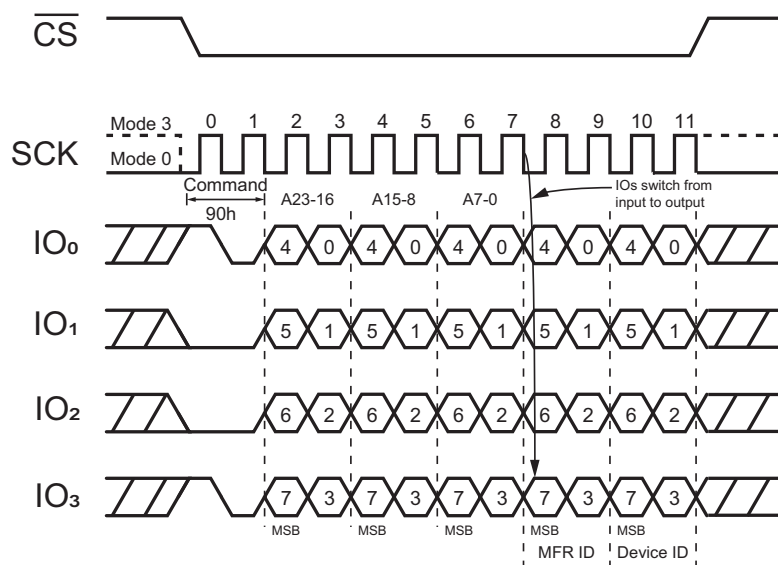 CS
Mode 3
0 1 2 3 4 5 6 7 8 9 10 11
SCK
Mode 0
Command
90h
A23-16
A15-8
A7-0
IOs switch from
input to output
IO₀
4 0 4 0 4 0 4 0 4 0
IO₁
5 1 5 1 5 1 5 1 5 1
IO₂
6 2 6 2 6 2 6 2 6 2
IO₃
7 3 7 3 7 3 7 3 7 3
MSB MSB MSB MSB MSB
MFR ID
Device ID